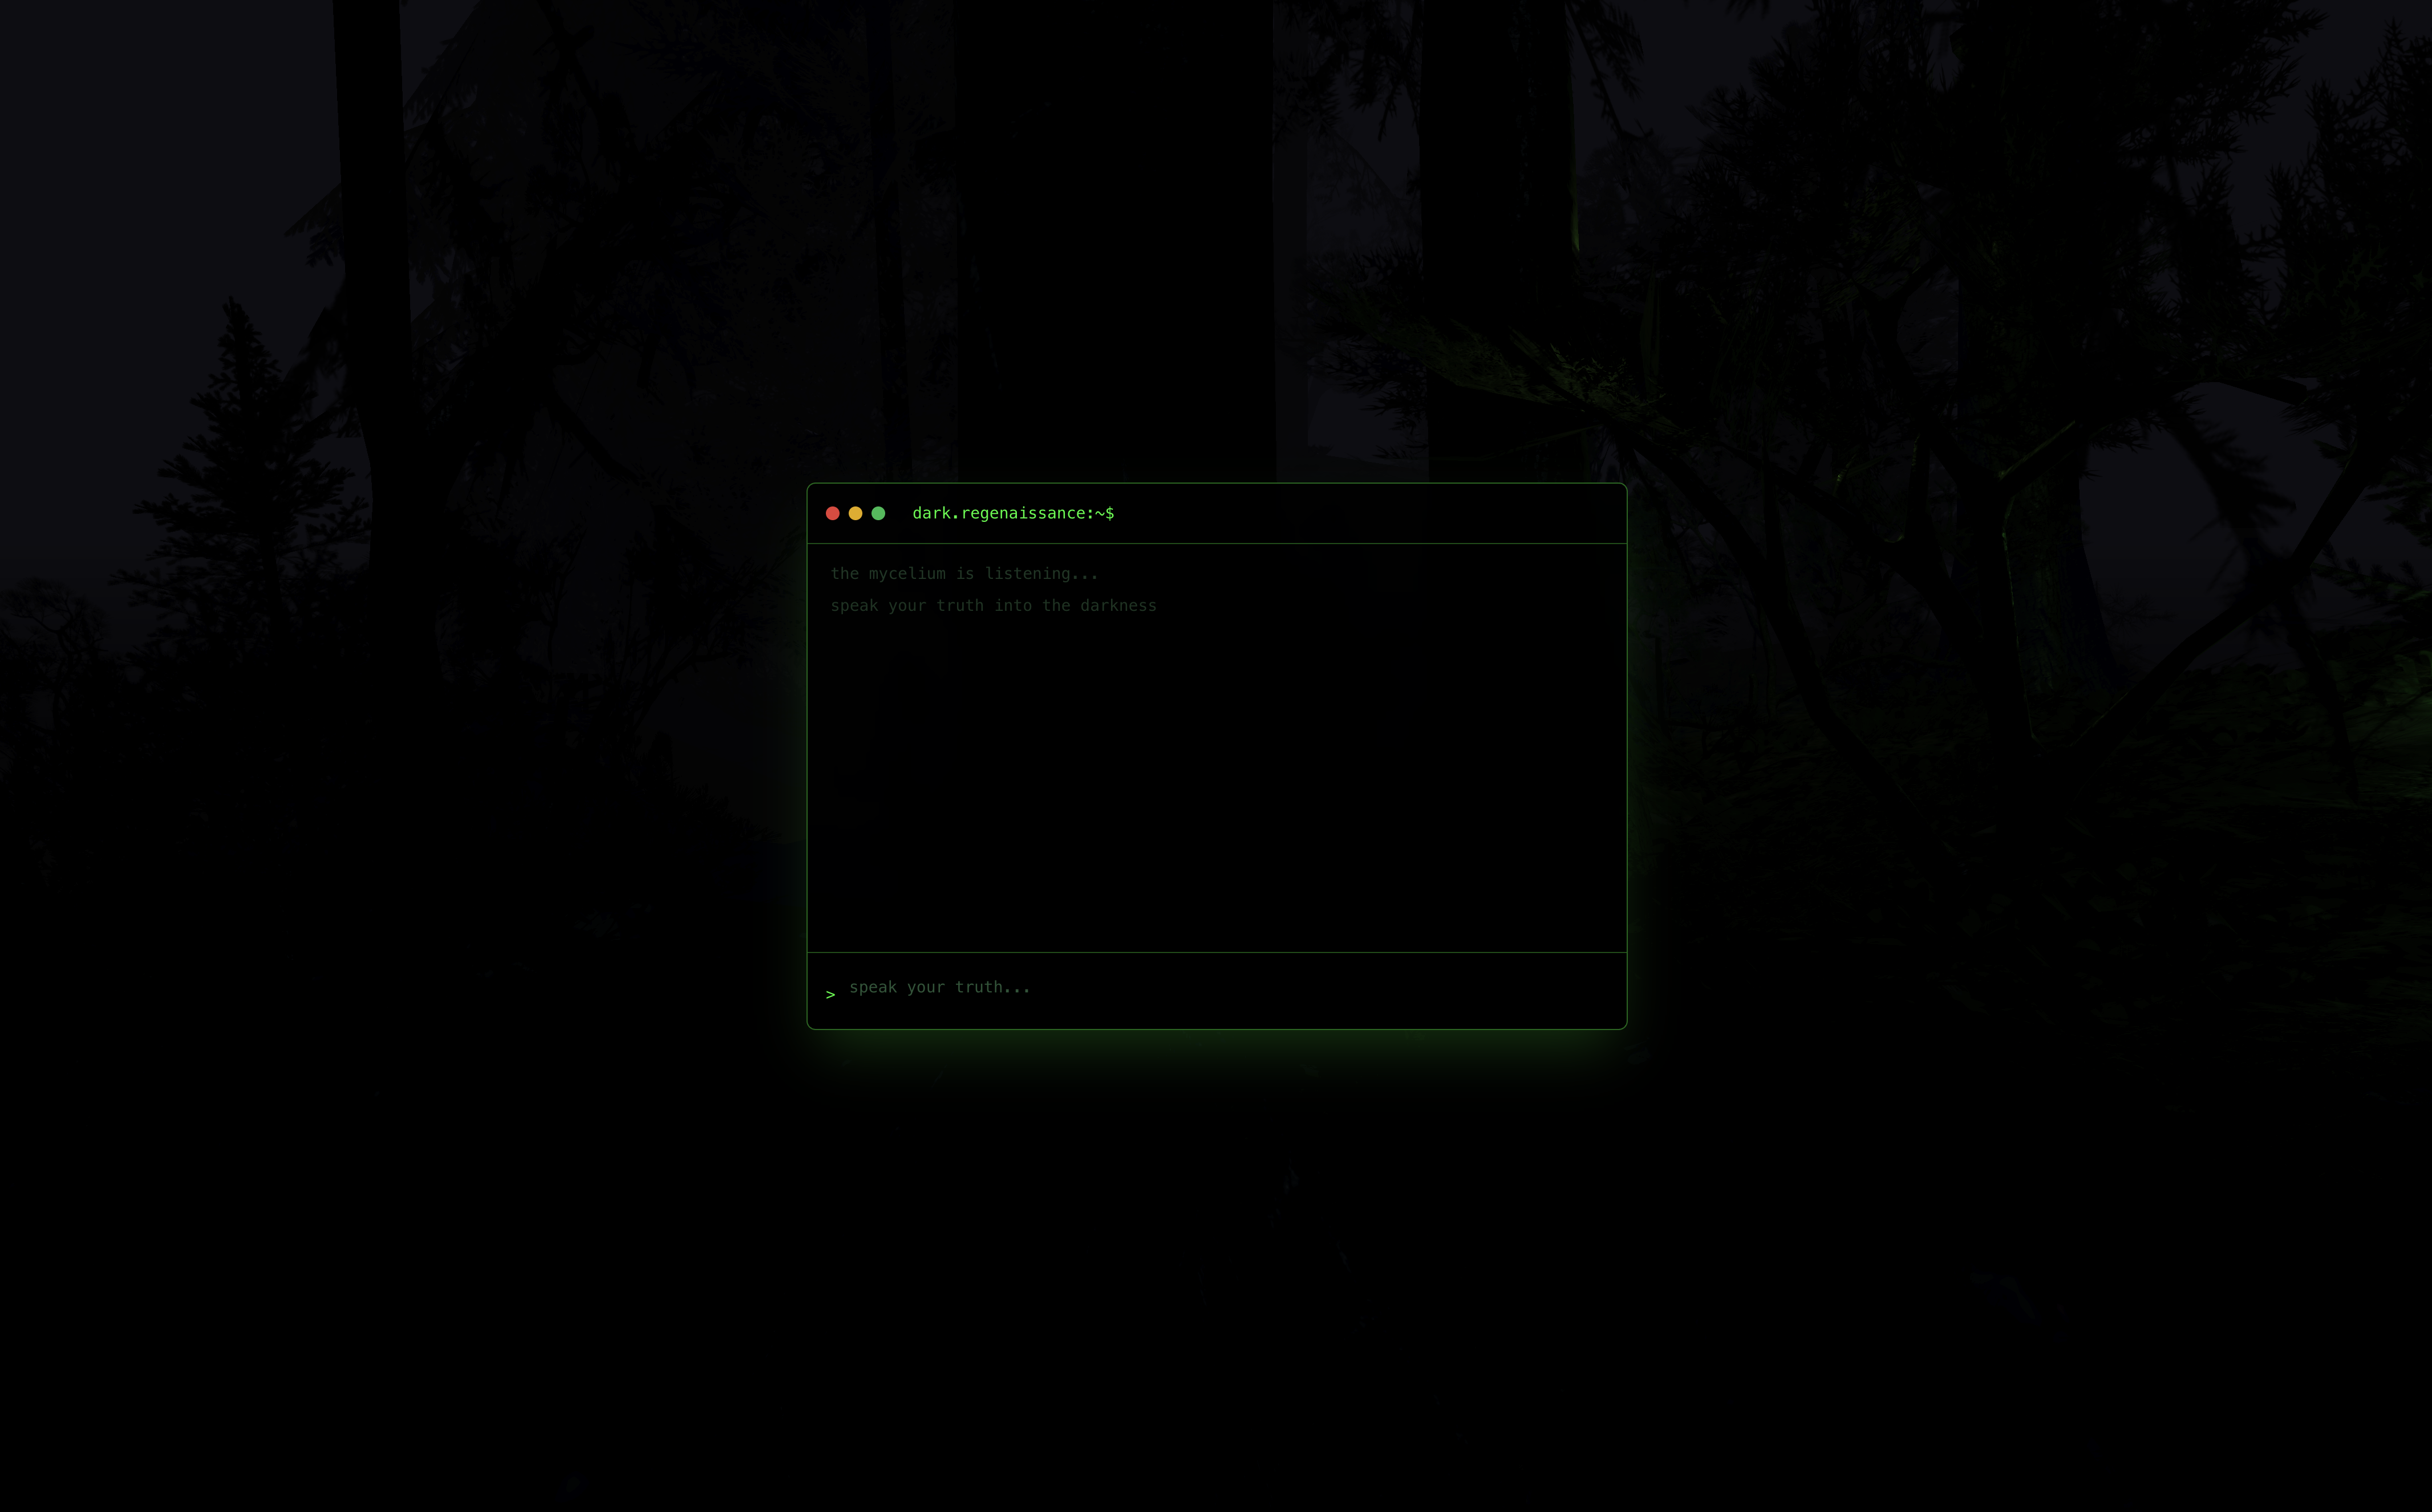 dark.regenaissance:~$
the mycelium is listening...
speak your truth into the darkness
> speak your truth...